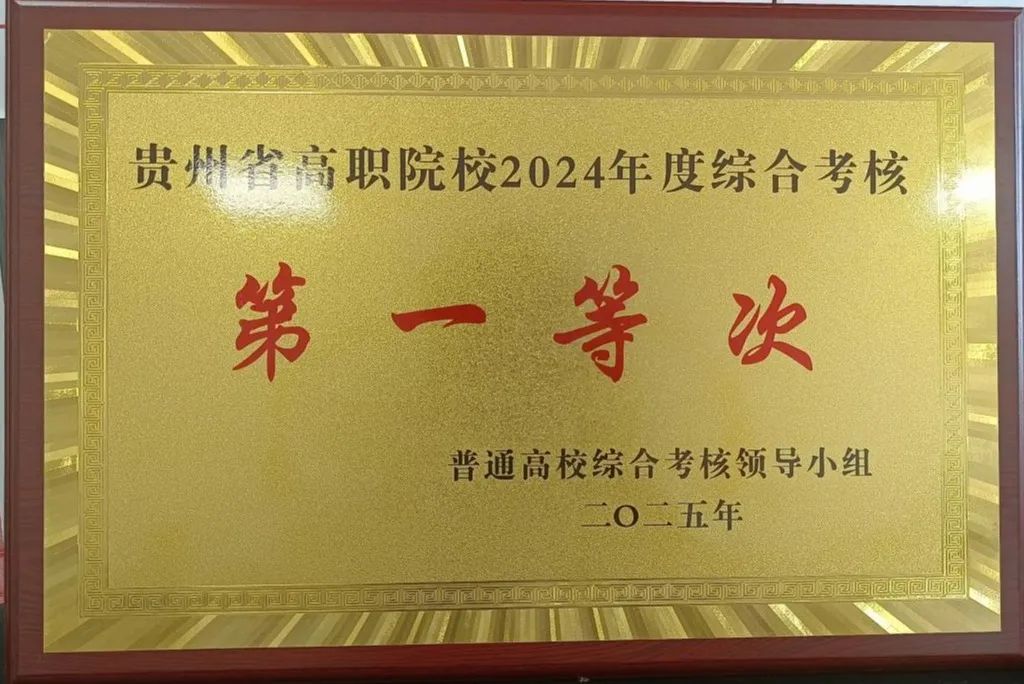 贵州省高职院校2024年度综合考核
第一等次
普通高校综合考核领导小组
二〇二五年